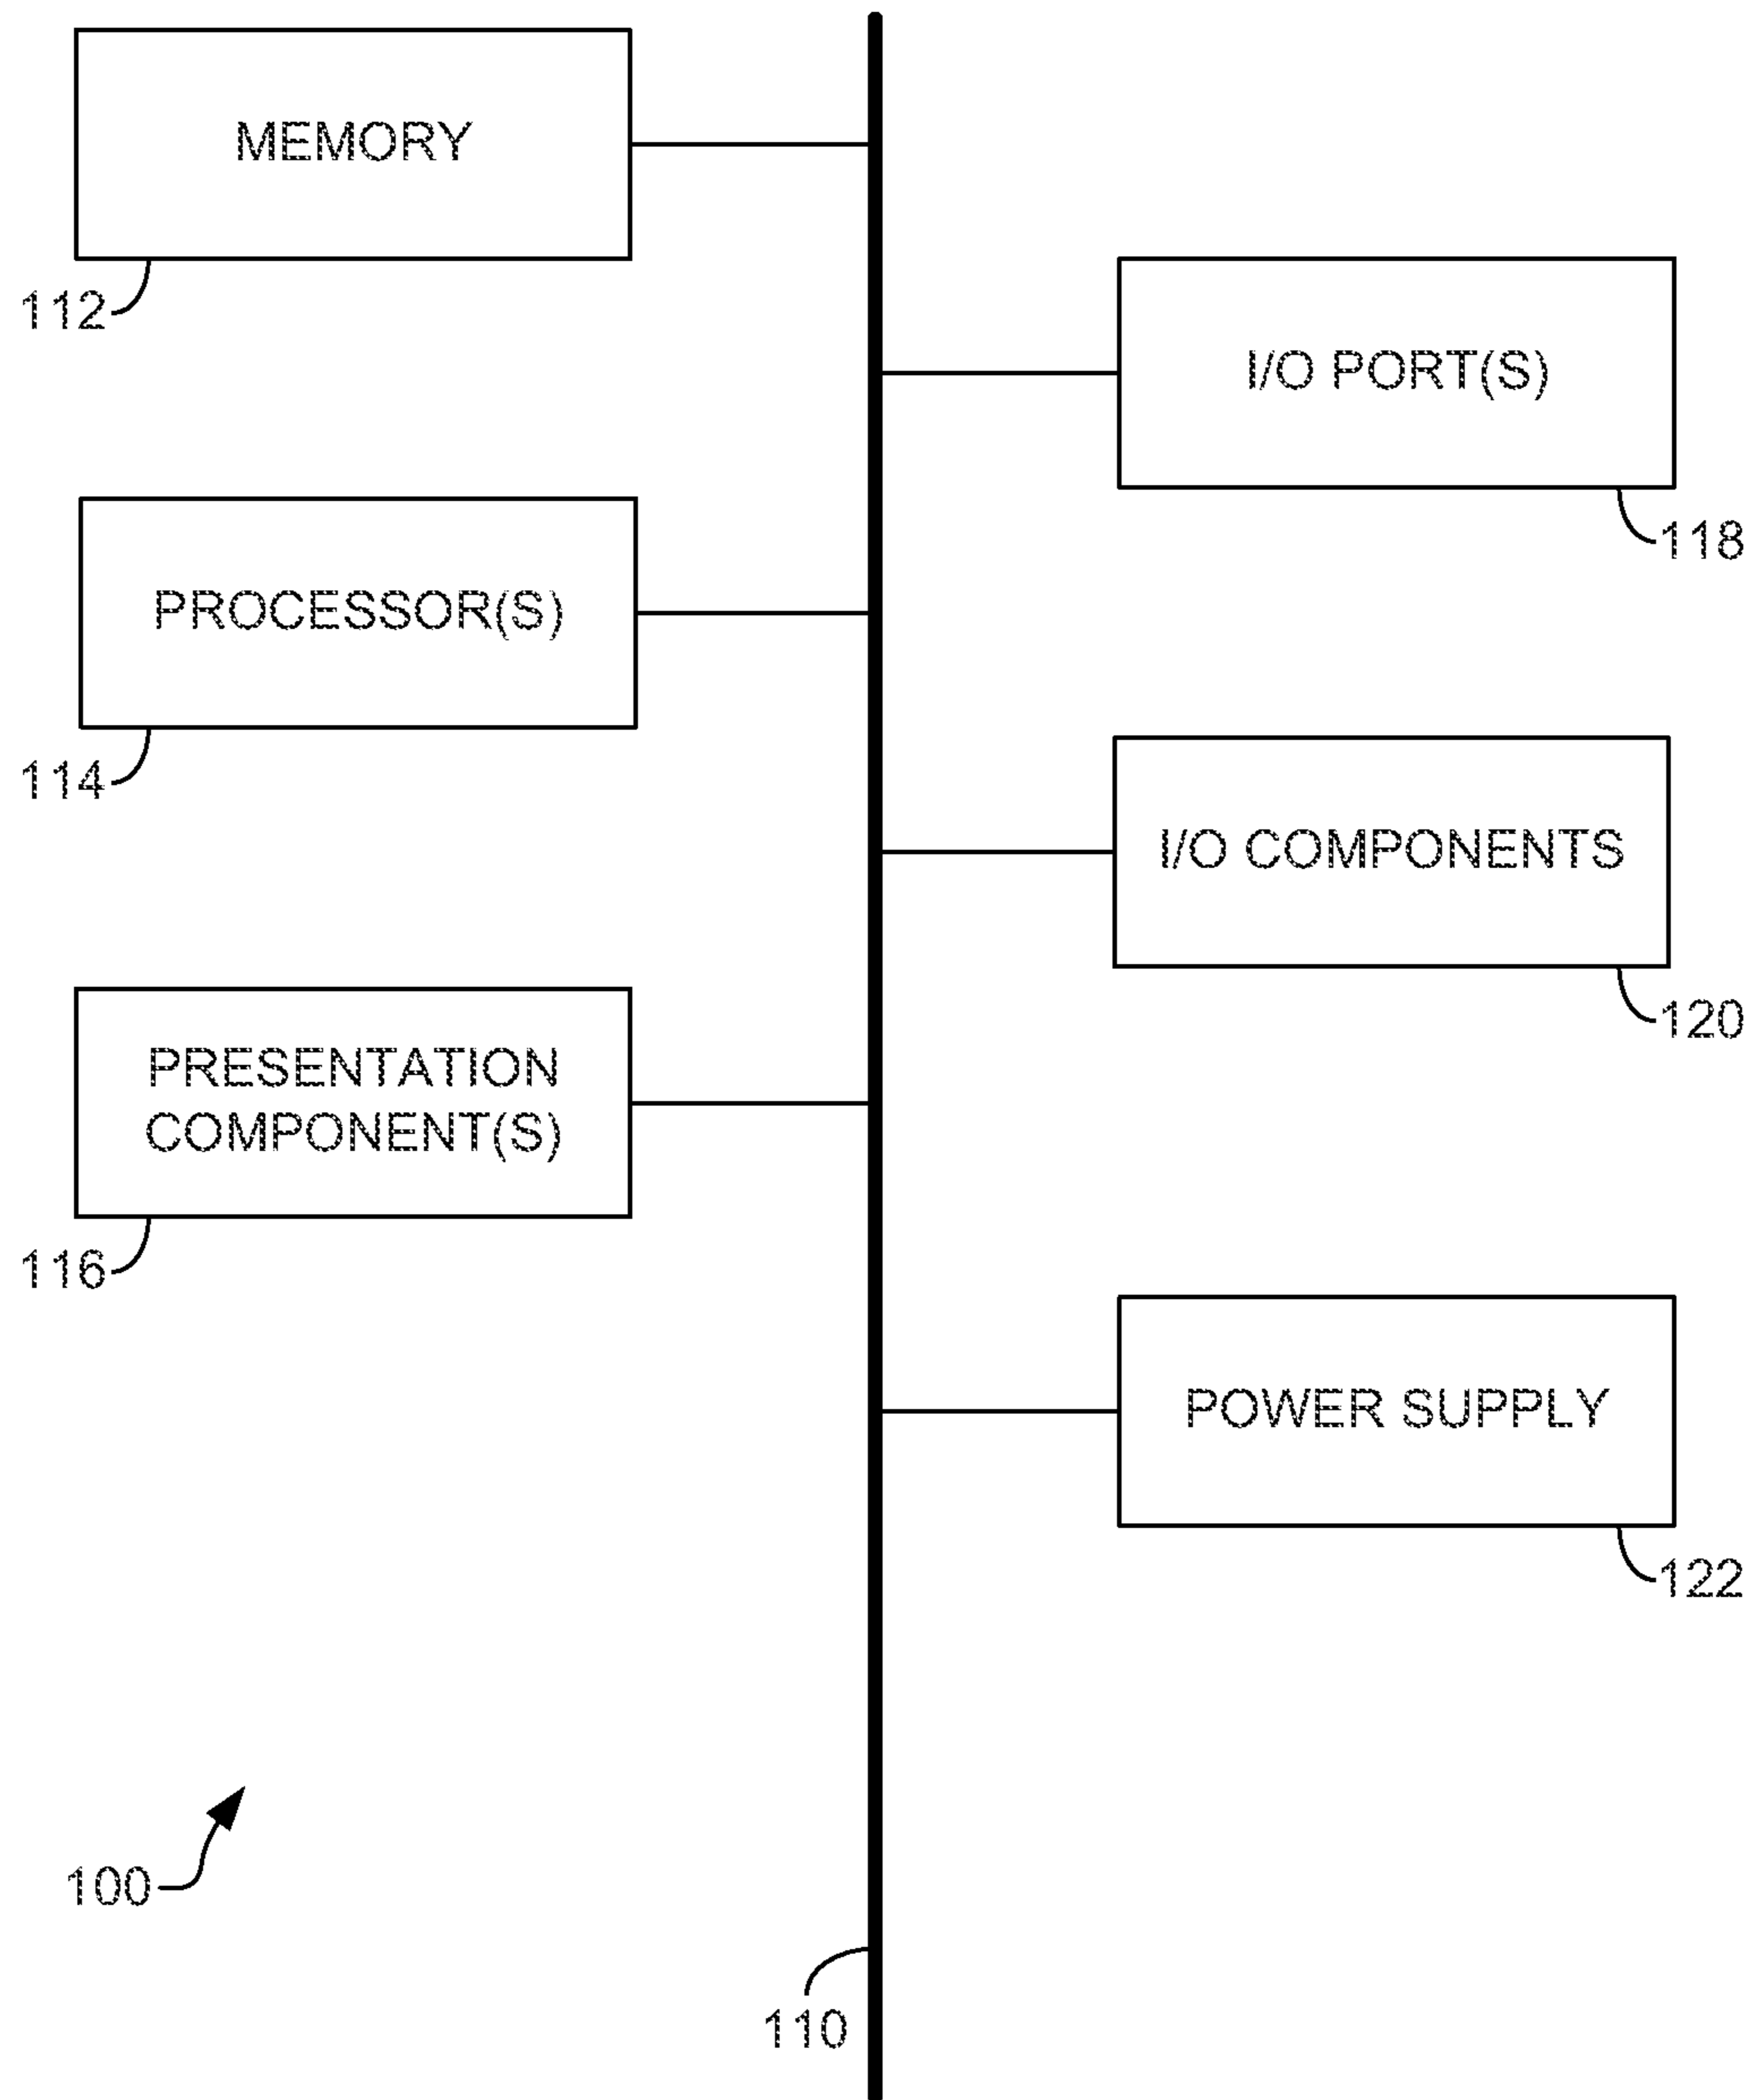 MEMORY
112
I/O PORT(S)
118
PROCESSOR(S)
114
I/O COMPONENTS
120
PRESENTATION
COMPONENT(S)
116
POWER SUPPLY
122
100
110